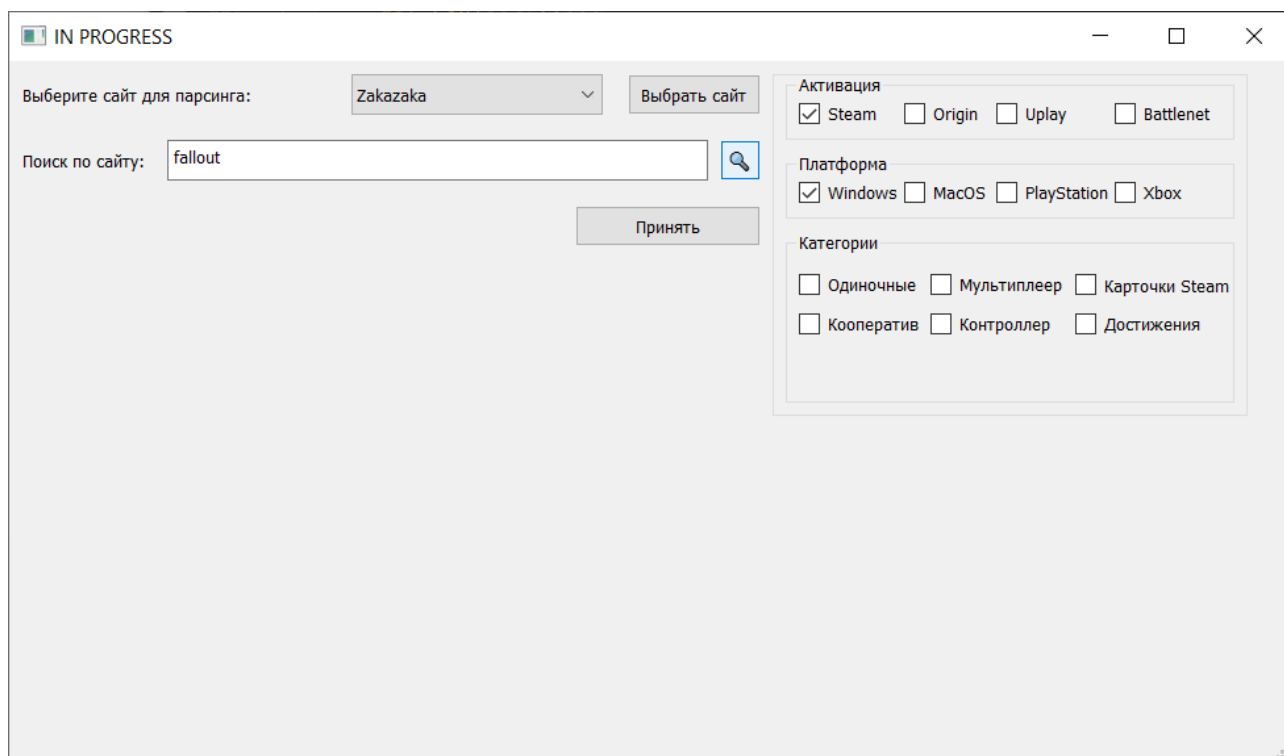 IN PROGRESS
Выберите сайт для парсинга:
Zakazaka
Выбрать сайт
Поиск по сайту:
fallout
Принять
Активация
Steam Origin Uplay Battlenet
Платформа
Windows MacOS PlayStation Xbox
Категории
Одиночные Мультиплеер Карточки Steam
Кооператив Контроллер Достижения